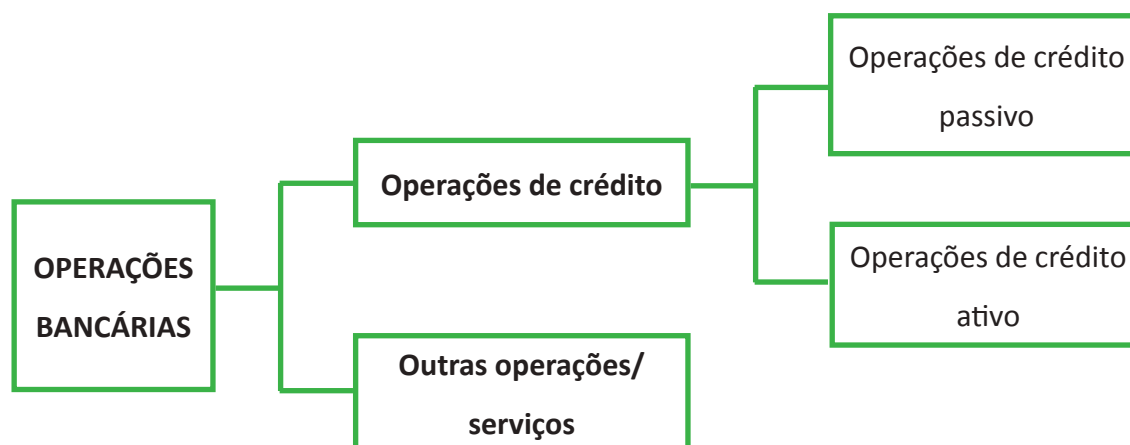 OPERAÇÕES
BANCÁRIAS
Operações de crédito
Outras operações/
serviços
Operações de crédito
passivo
Operações de crédito
ativo